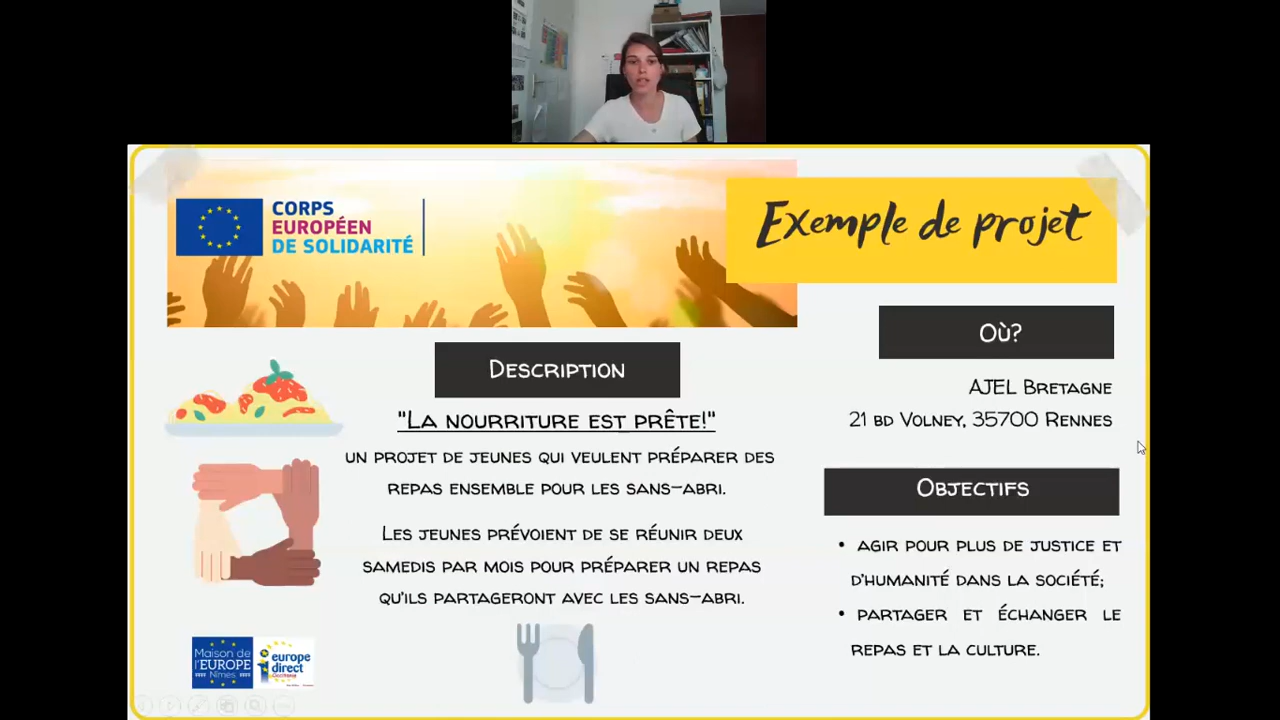 CORPS
EUROPÉEN
DE SOLIDARITÉ
Exemple de projet
Description
"La nourriture est prête!"
un projet de jeunes qui veulent préparer des
repas ensemble pour les sans-abri.
Les jeunes prévoient de se réunir deux
samedis par mois pour préparer un repas
qu'ils partageront avec les sans-abri.
Où?
AJEL Bretagne
21 bd Volney, 35700 Rennes
Objectifs
• agir pour plus de justice et
d'humanité dans la société;
• partager et échanger le
repas et la culture.
Maison de
l'EUROPE
Nîmes
europe
direct
Occitanie